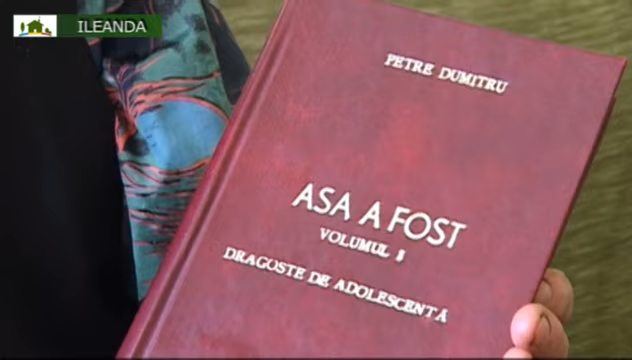 ILEANDA
PETRE DUMITRU
ASA A FOST
VOLUMUL I
DRAGOSTE DE ADOLESCENTĂ